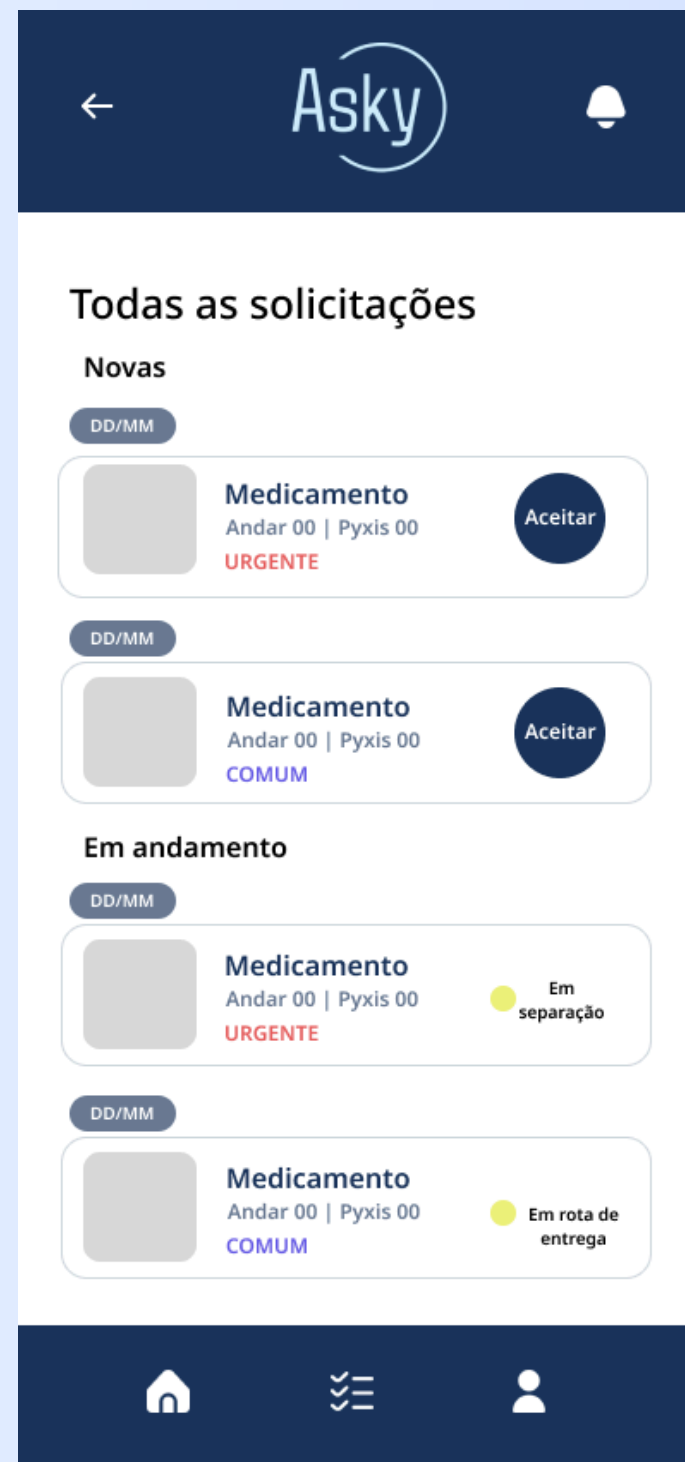 Asky
Todas as solicitações
Novas
DD/MM
Medicamento
Andar 00 | Pyxis 00
URGENTE
Aceitar
DD/MM
Medicamento
Andar 00 | Pyxis 00
COMUM
Aceitar
Em andamento
DD/MM
Medicamento
Andar 00 | Pyxis 00
URGENTE
Em
separação
DD/MM
Medicamento
Andar 00 | Pyxis 00
COMUM
Em rota de
entrega